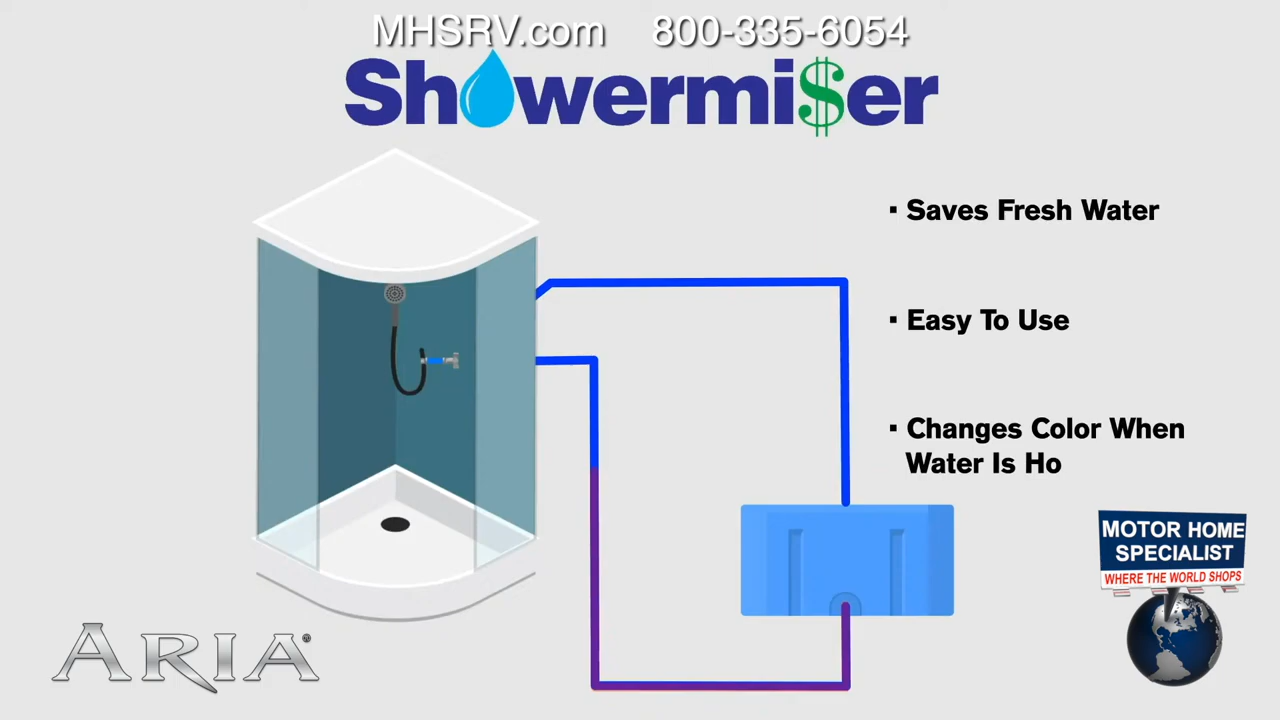 MHSRV.com 800-335-6054
Showermi$er
▪ Saves Fresh Water
▪ Easy To Use
▪ Changes Color When
Water Is Ho
MOTOR HOME
SPECIALIST
WHERE THE WORLD SHOPS
ARIA®